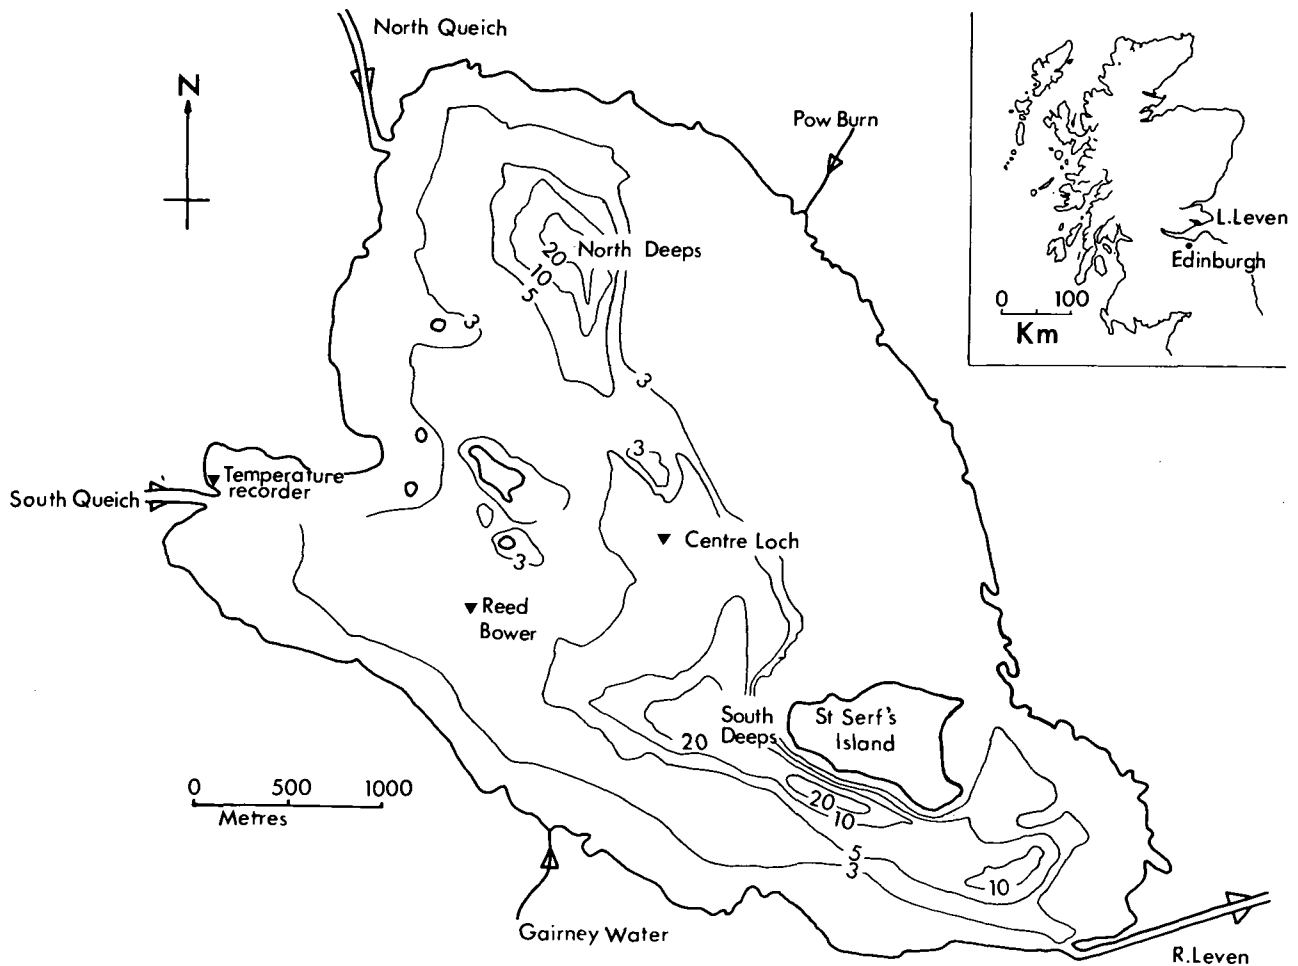 North Queich
N
Pow Burn
L.Leven
Edinburgh
0 100
Km
North Deeps
20
10
5
3
3
3
Temperature
recorder
South Queich
Centre Loch
3
Reed
Bower
South
Deeps
St Serf's
Island
20
0 500 1000
Metres
20
10
5
3
10
Gairney Water
R.Leven